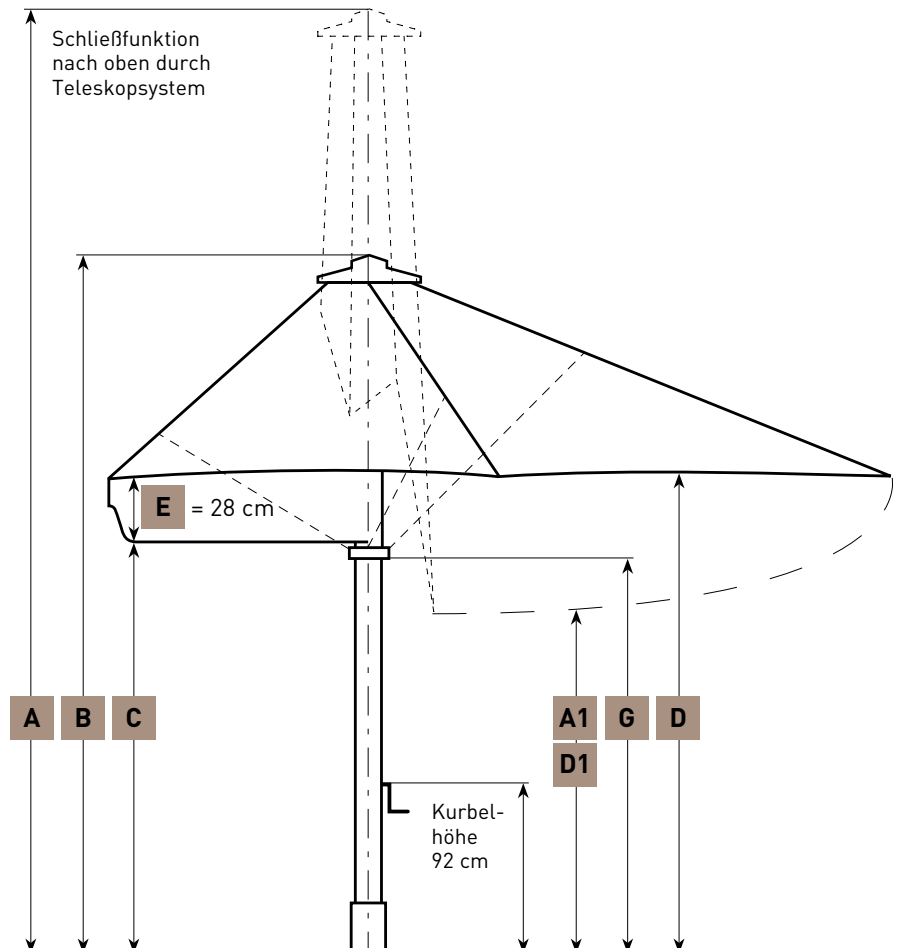 Schließfunktion
nach oben durch
Teleskopsystem
E = 28 cm
A B C
A1 G D
D1
Kurbel-
höhe
92 cm